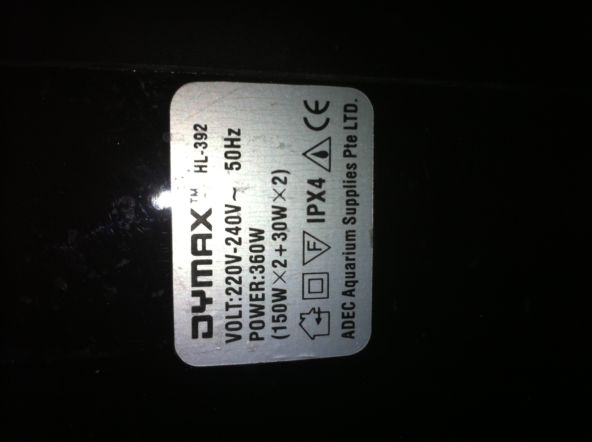 DYMAX™ HL-392
VOLT:220V-240V~ 50Hz
POWER:360W
(150W×2+30W×2)
F IPX4 CE
ADEC Aquarium Supplies Pte LTD.